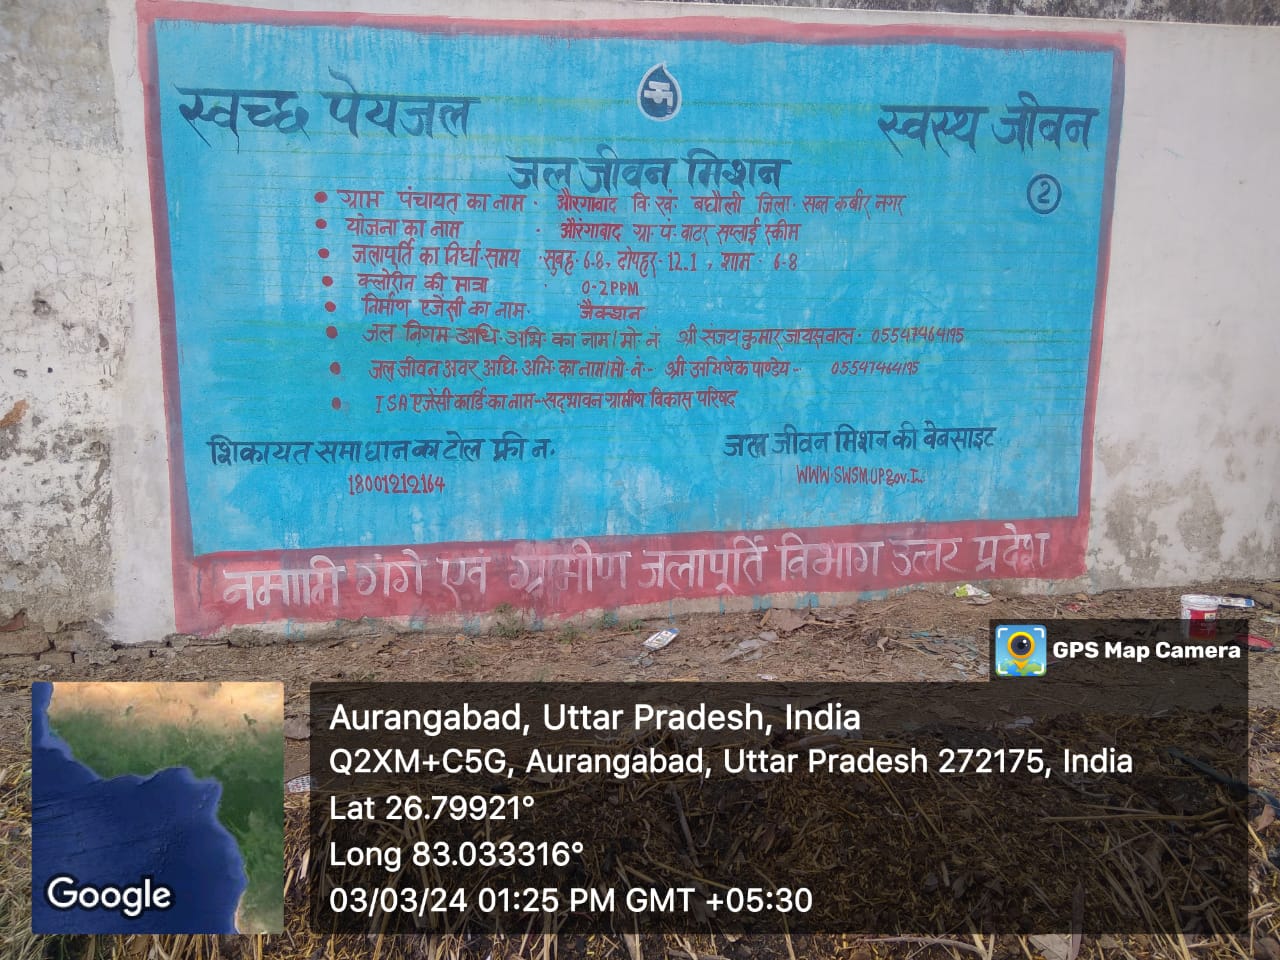 स्वच्छ पेयजल
स्वस्थ जीवन
जल जीवन मिशन
2
• ग्राम पंचायत का नाम - औरंगाबाद वि. खं. बघौली जिला - सन्त कबीर नगर
• योजना का नाम - औरंगाबाद ग्रा. पं. वाटर सप्लाई स्कीम
• जलापूर्ति का निर्धा. समय - सुबह - 6-8, दोपहर - 12.1, शाम - 6-8
• क्लोरीन की मात्रा - 0-2 PPM
• निर्माण एजेंसी का नाम - जैक्शन
• जल निगम अधि. अभि. का नाम/मो. नं. श्री संजय कुमार जायसवाल - 05547464195
• जल जीवन अवर अधि. अभि. का नाम/मो. नं. - श्री अभिषेक पाण्डेय - 05547464195
• ISA एजेंसी कार्डि का नाम - सद्भावन ग्रामीण विकास परिषद
शिकायत समाधान का टोल फ्री न.
18001212164
जल जीवन मिशन की वेबसाइट
WWW.SWSM.UP.gov.In
नमामी गंगे एवं ग्रामीण जलापूर्ति विभाग उत्तर प्रदेश
GPS Map Camera
Aurangabad, Uttar Pradesh, India
Q2XM+C5G, Aurangabad, Uttar Pradesh 272175, India
Lat 26.79921°
Long 83.033316°
03/03/24 01:25 PM GMT +05:30
Google